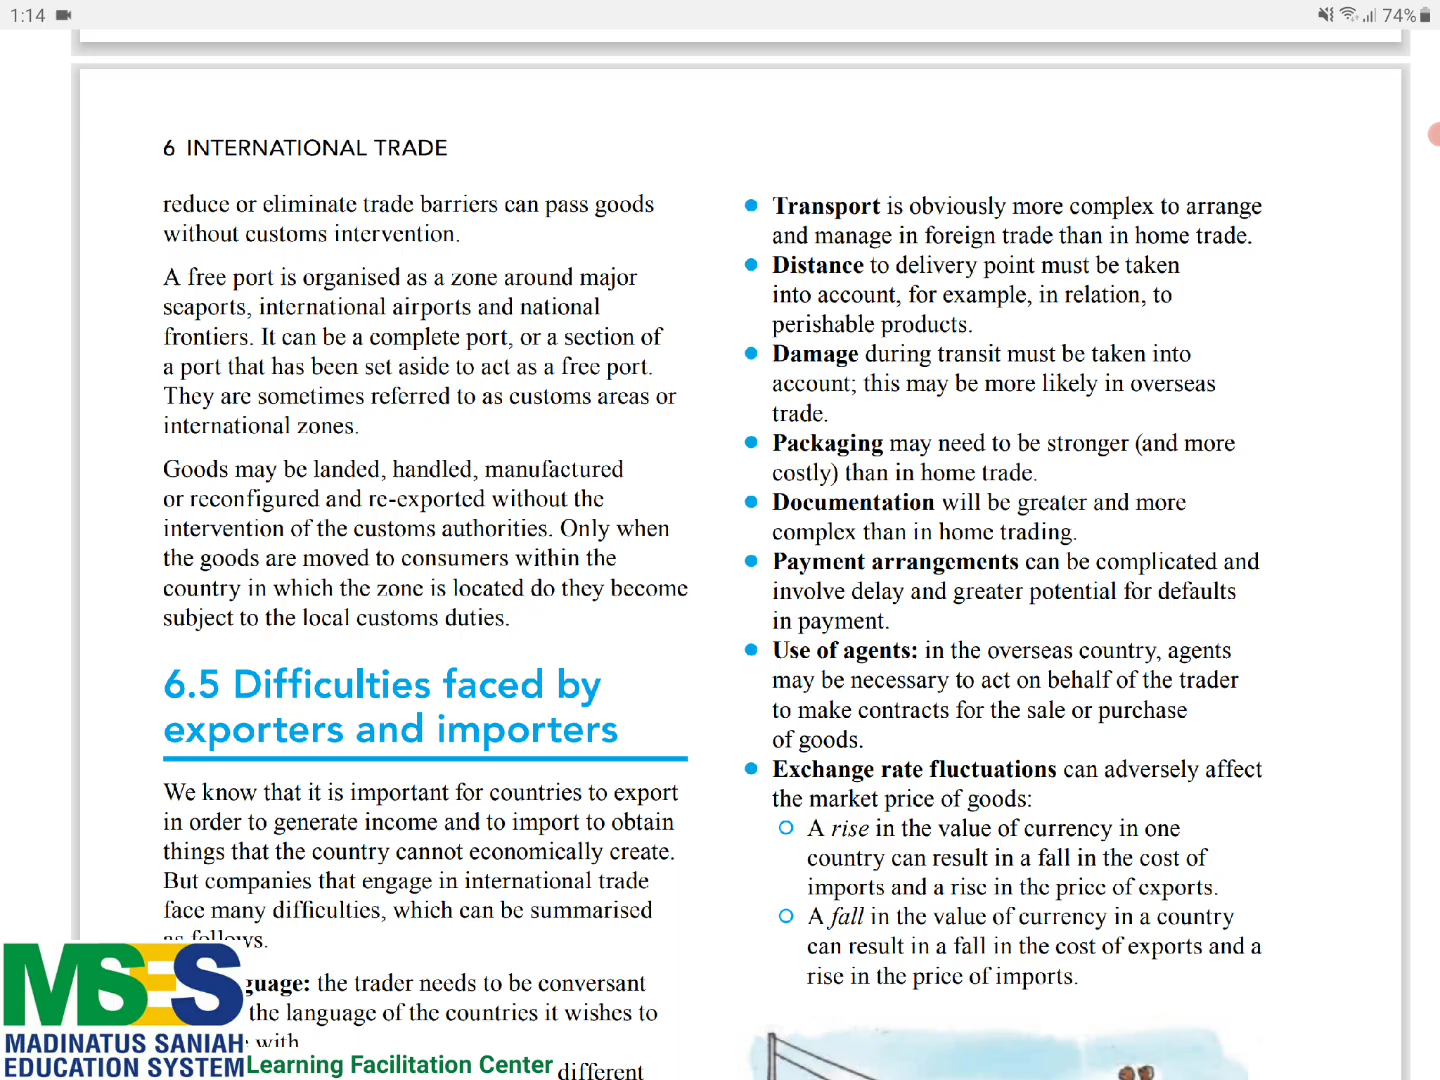 1:14
74%
6 INTERNATIONAL TRADE
reduce or eliminate trade barriers can pass goods
without customs intervention.
A free port is organised as a zone around major
seaports, international airports and national
frontiers. It can be a complete port, or a section of
a port that has been set aside to act as a free port.
They are sometimes referred to as customs areas or
international zones.
Goods may be landed, handled, manufactured
or reconfigured and re-exported without the
intervention of the customs authorities. Only when
the goods are moved to consumers within the
country in which the zone is located do they become
subject to the local customs duties.
6.5 Difficulties faced by
exporters and importers
We know that it is important for countries to export
in order to generate income and to import to obtain
things that the country cannot economically create.
But companies that engage in international trade
face many difficulties, which can be summarised
as follows.
guage: the trader needs to be conversant
the language of the countries it wishes to
with
different
Transport is obviously more complex to arrange
and manage in foreign trade than in home trade.
Distance to delivery point must be taken
into account, for example, in relation, to
perishable products.
Damage during transit must be taken into
account; this may be more likely in overseas
trade.
Packaging may need to be stronger (and more
costly) than in home trade.
Documentation will be greater and more
complex than in home trading.
Payment arrangements can be complicated and
involve delay and greater potential for defaults
in payment.
Use of agents: in the overseas country, agents
may be necessary to act on behalf of the trader
to make contracts for the sale or purchase
of goods.
Exchange rate fluctuations can adversely affect
the market price of goods:
A rise in the value of currency in one
country can result in a fall in the cost of
imports and a rise in the price of exports.
A fall in the value of currency in a country
can result in a fall in the cost of exports and a
rise in the price of imports.
MSES
MADINATUS SANIAH
EDUCATION SYSTEM
Learning Facilitation Center